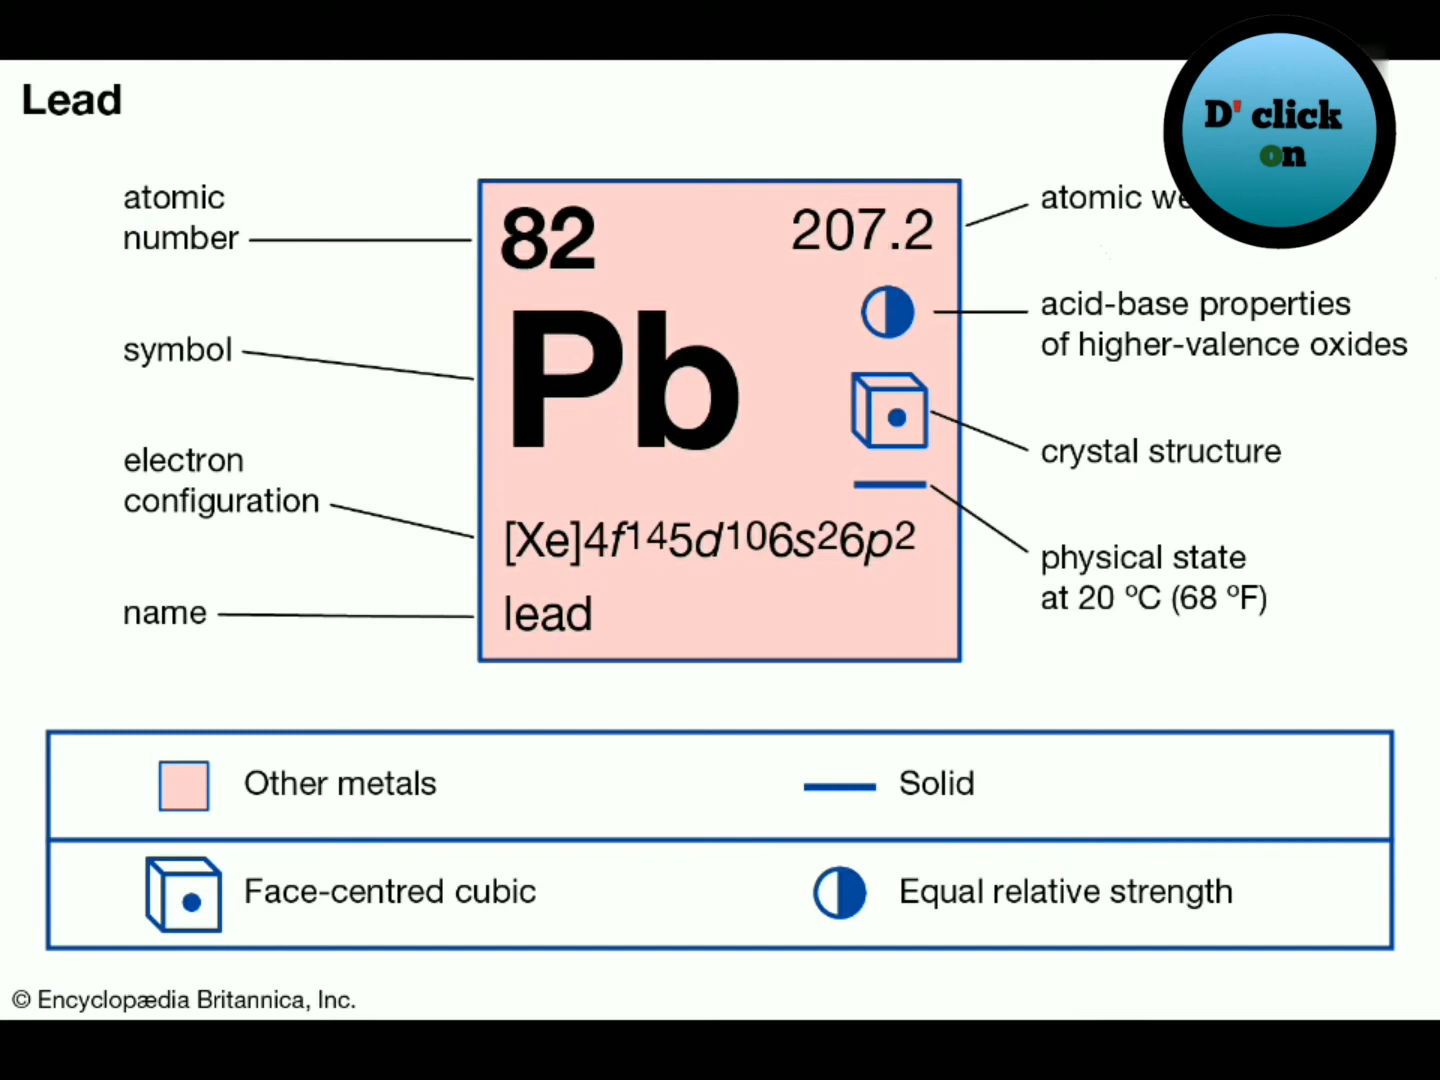 Lead
D' click
on
atomic
number
82
207.2
atomic
acid-base properties
of higher-valence oxides
symbol
Pb
crystal structure
electron
configuration
[Xe]4f¹⁴5d¹⁰6s²6p²
physical state
at 20 ºC (68 ºF)
name
lead
Other metals
Solid
Face-centred cubic
Equal relative strength
© Encyclopædia Britannica, Inc.